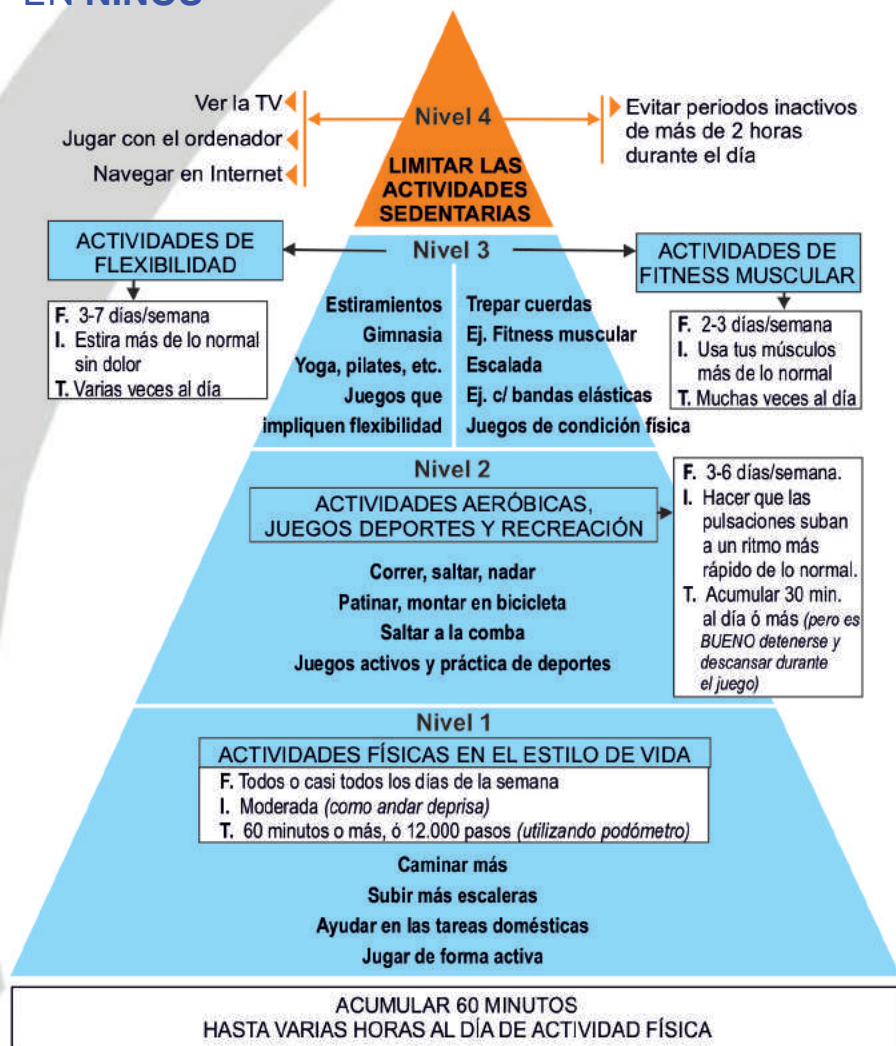 EN NIÑOS
Ver la TV
Jugar con el ordenador
Navegar en Internet
Nivel 4
LIMITAR LAS
ACTIVIDADES
SEDENTARIAS
Evitar periodos inactivos
de más de 2 horas
durante el día
ACTIVIDADES DE
FLEXIBILIDAD
F. 3-7 días/semana
I. Estira más de lo normal
sin dolor
T. Varias veces al día
Nivel 3
Estiramientos
Gimnasia
Yoga, pilates, etc.
Juegos que
impliquen flexibilidad
Trepar cuerdas
Ej. Fitness muscular
Escalada
Ej. c/ bandas elásticas
Juegos de condición física
ACTIVIDADES DE
FITNESS MUSCULAR
F. 2-3 días/semana
I. Usa tus músculos
más de lo normal
T. Muchas veces al día
Nivel 2
ACTIVIDADES AERÓBICAS,
JUEGOS DEPORTES Y RECREACIÓN
Correr, saltar, nadar
Patinar, montar en bicicleta
Saltar a la comba
Juegos activos y práctica de deportes
F. 3-6 días/semana.
I. Hacer que las
pulsaciones suban
a un ritmo más
rápido de lo normal.
T. Acumular 30 min.
al día ó más (pero es
BUENO detenerse y
descansar durante
el juego)
Nivel 1
ACTIVIDADES FÍSICAS EN EL ESTILO DE VIDA
F. Todos o casi todos los días de la semana
I. Moderada (como andar deprisa)
T. 60 minutos o más, ó 12.000 pasos (utilizando podómetro)
Caminar más
Subir más escaleras
Ayudar en las tareas domésticas
Jugar de forma activa
ACUMULAR 60 MINUTOS
HASTA VARIAS HORAS AL DÍA DE ACTIVIDAD FÍSICA